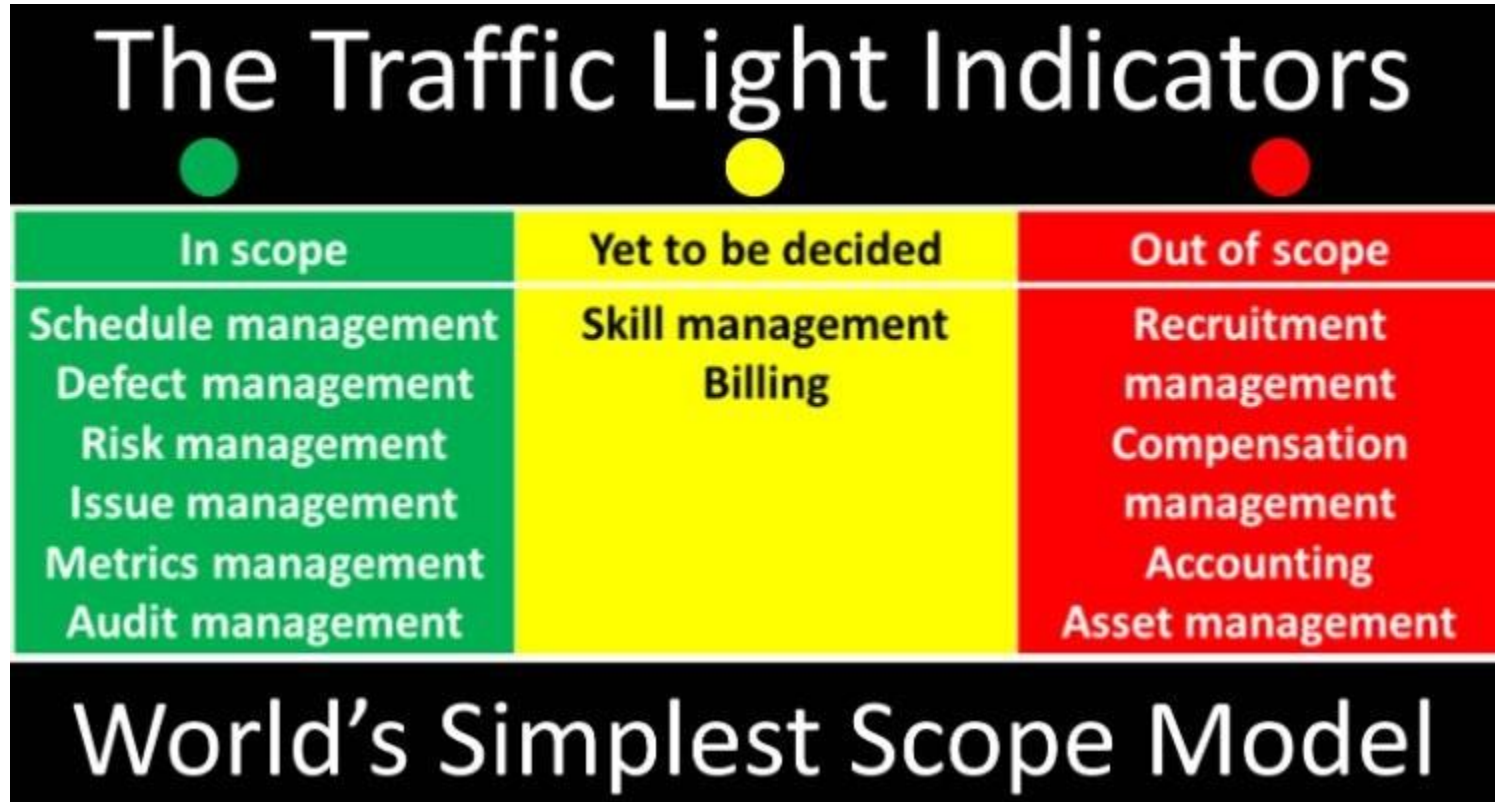 The Traffic Light Indicators
In scope
Yet to be decided
Out of scope
Schedule management
Defect management
Risk management
Issue management
Metrics management
Audit management
Skill management
Billing
Recruitment
management
Compensation
management
Accounting
Asset management
World's Simplest Scope Model